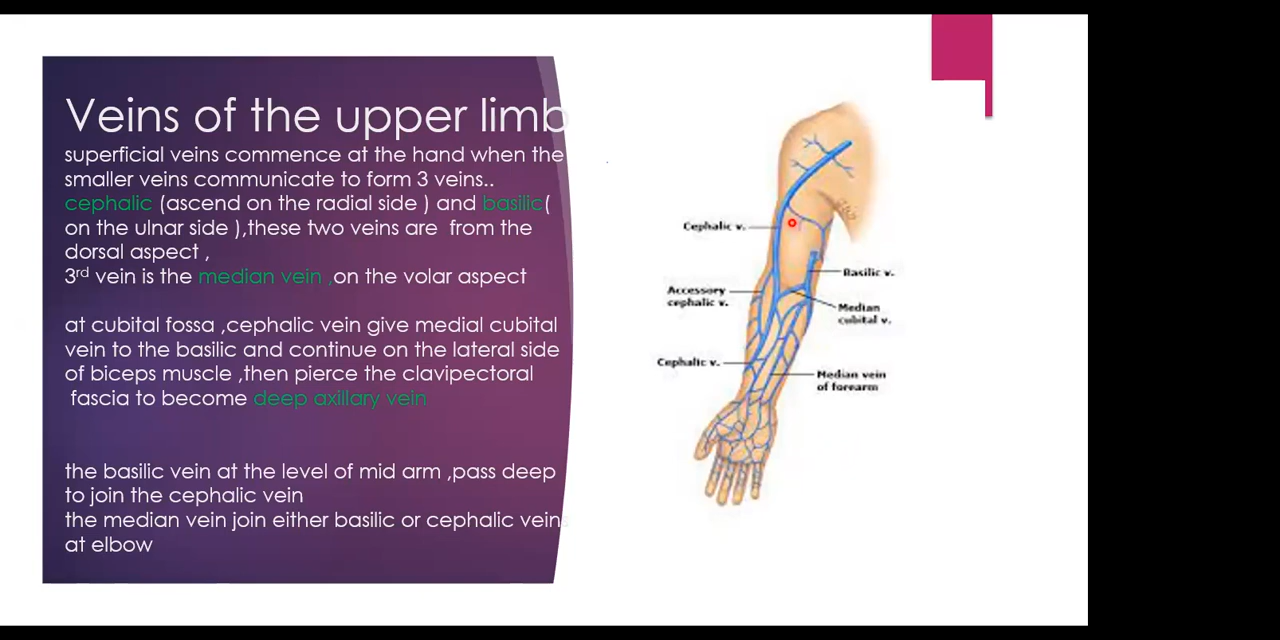 Veins of the upper limb
superficial veins commence at the hand when the
smaller veins communicate to form 3 veins..
cephalic (ascend on the radial side ) and basilic(
on the ulnar side ),these two veins are from the
dorsal aspect ,
3rd vein is the median vein ,on the volar aspect
at cubital fossa ,cephalic vein give medial cubital
vein to the basilic and continue on the lateral side
of biceps muscle ,then pierce the clavipectoral
fascia to become deep axillary vein
the basilic vein at the level of mid arm ,pass deep
to join the cephalic vein
the median vein join either basilic or cephalic vein
at elbow
Cephalic v.
Basilic v.
Accessory
cephalic v.
Median
cubital v.
Cephalic v.
Median vein
of forearm